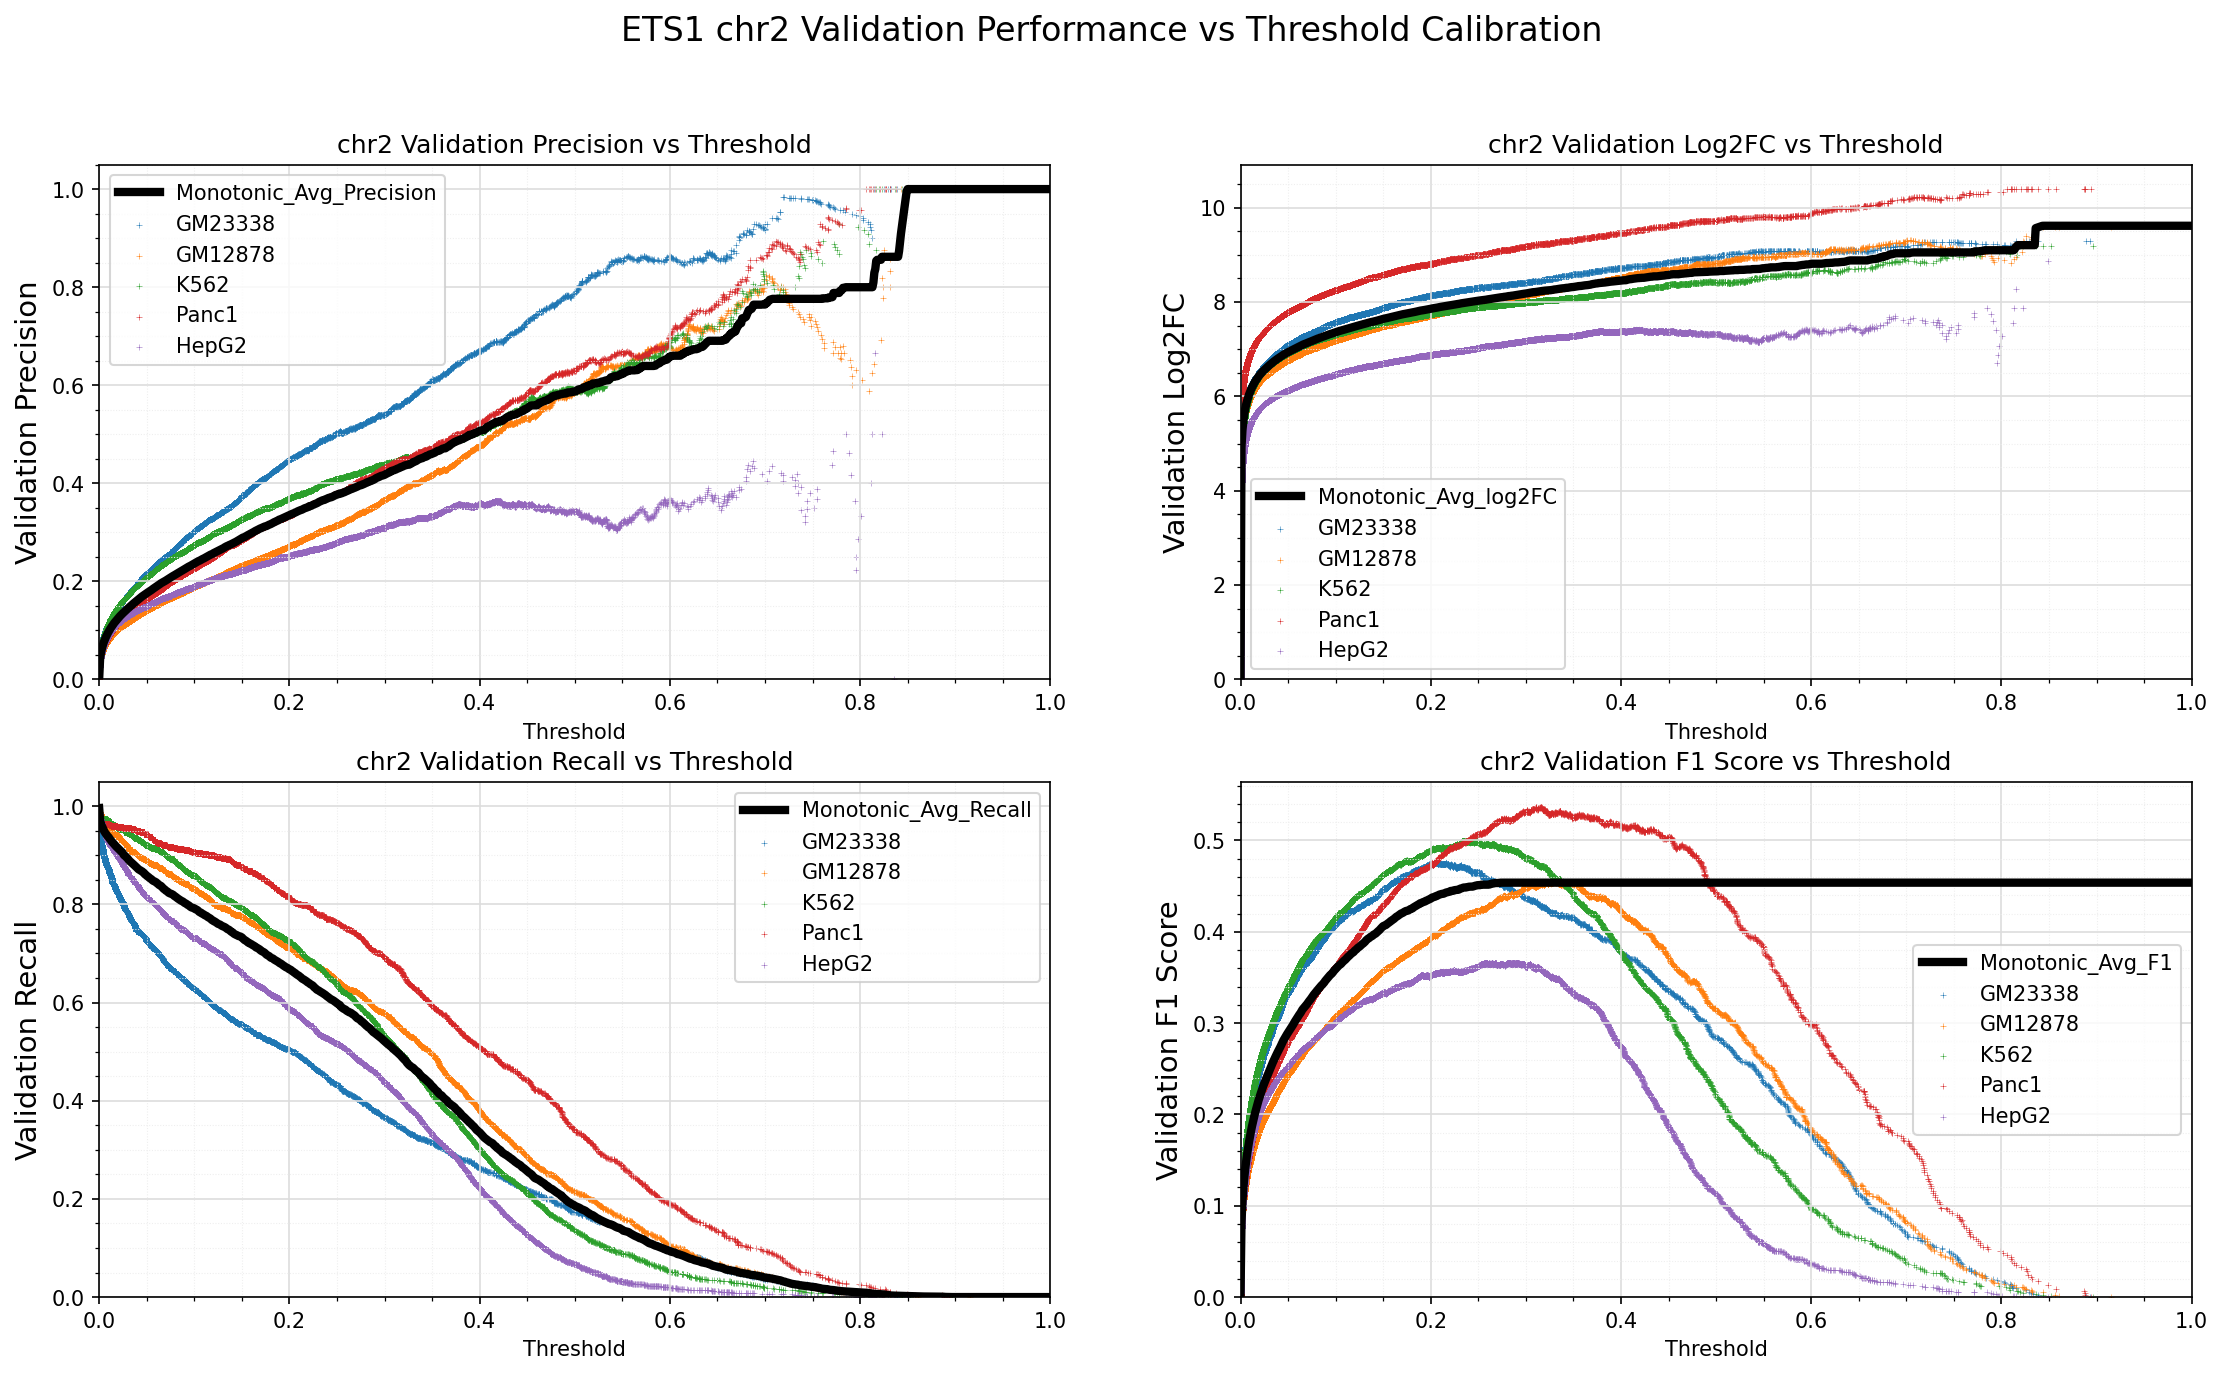 ETS1 chr2 Validation Performance vs Threshold Calibration
chr2 Validation Precision vs Threshold
Validation Precision
1.0
0.8
0.6
0.4
0.2
0.0
Monotonic_Avg_Precision
GM23338
GM12878
K562
Panc1
HepG2
0.0 0.2 0.4 0.6 0.8 1.0
Threshold
chr2 Validation Log2FC vs Threshold
Validation Log2FC
10
8
6
4
2
0
Monotonic_Avg_log2FC
GM23338
GM12878
K562
Panc1
HepG2
0.0 0.2 0.4 0.6 0.8 1.0
Threshold
chr2 Validation Recall vs Threshold
Validation Recall
1.0
0.8
0.6
0.4
0.2
0.0
Monotonic_Avg_Recall
GM23338
GM12878
K562
Panc1
HepG2
0.0 0.2 0.4 0.6 0.8 1.0
Threshold
chr2 Validation F1 Score vs Threshold
Validation F1 Score
0.5
0.4
0.3
0.2
0.1
0.0
Monotonic_Avg_F1
GM23338
GM12878
K562
Panc1
HepG2
0.0 0.2 0.4 0.6 0.8 1.0
Threshold